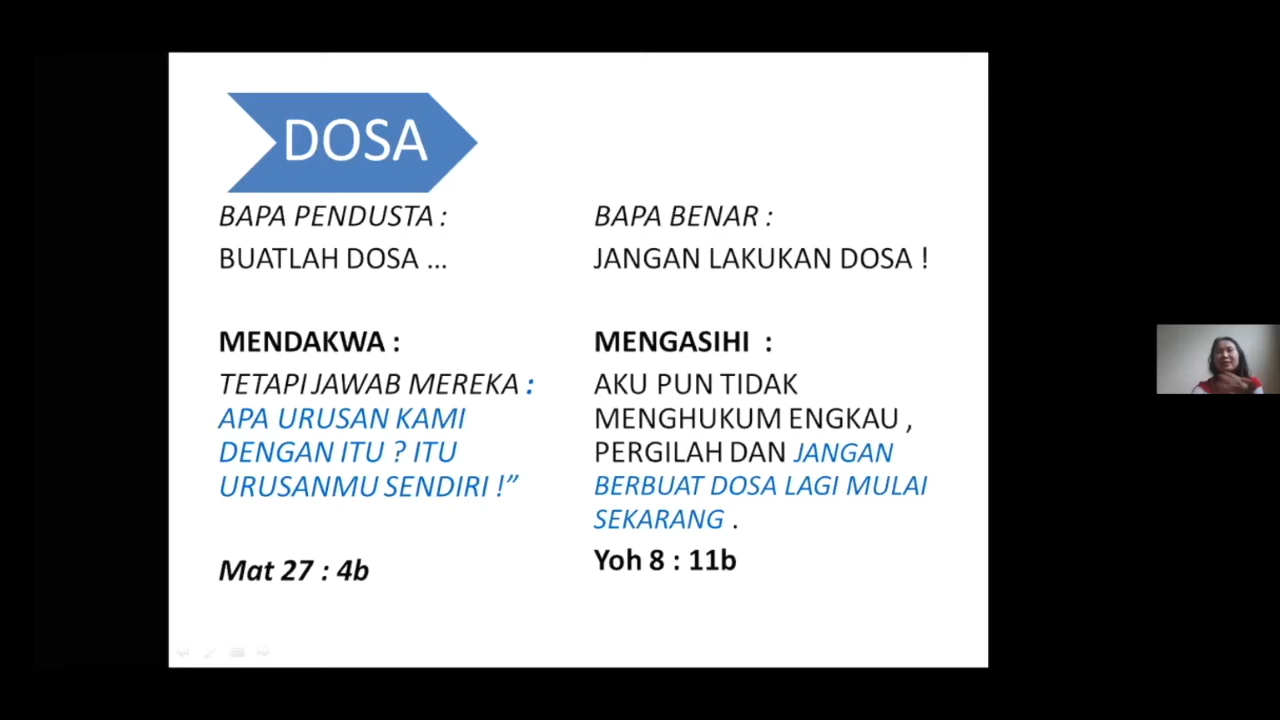 DOSA
BAPA PENDUSTA :
BUATLAH DOSA ...
MENDAKWA :
TETAPI JAWAB MEREKA :
APA URUSAN KAMI
DENGAN ITU ? ITU
URUSANMU SENDIRI !”
Mat 27 : 4b
BAPA BENAR :
JANGAN LAKUKAN DOSA !
MENGASIHI :
AKU PUN TIDAK
MENGHUKUM ENGKAU ,
PERGILAH DAN JANGAN
BERBUAT DOSA LAGI MULAI
SEKARANG .
Yoh 8 : 11b